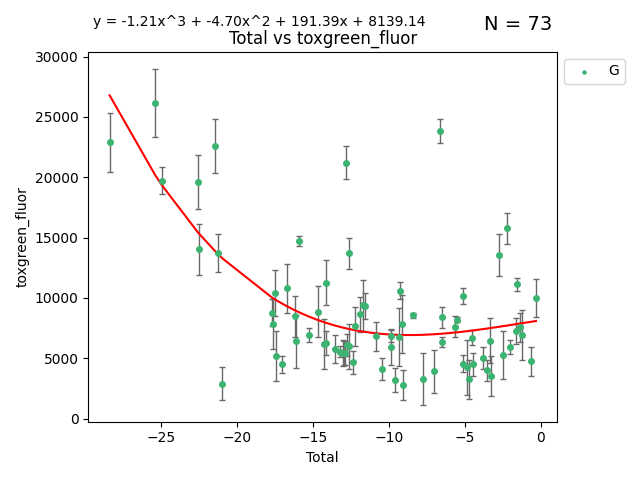 y = -1.21x^3 + -4.70x^2 + 191.39x + 8139.14
N = 73
Total vs toxgreen_fluor
G
toxgreen_fluor
30000
25000
20000
15000
10000
5000
0
−25
−20
−15
−10
−5
0
Total